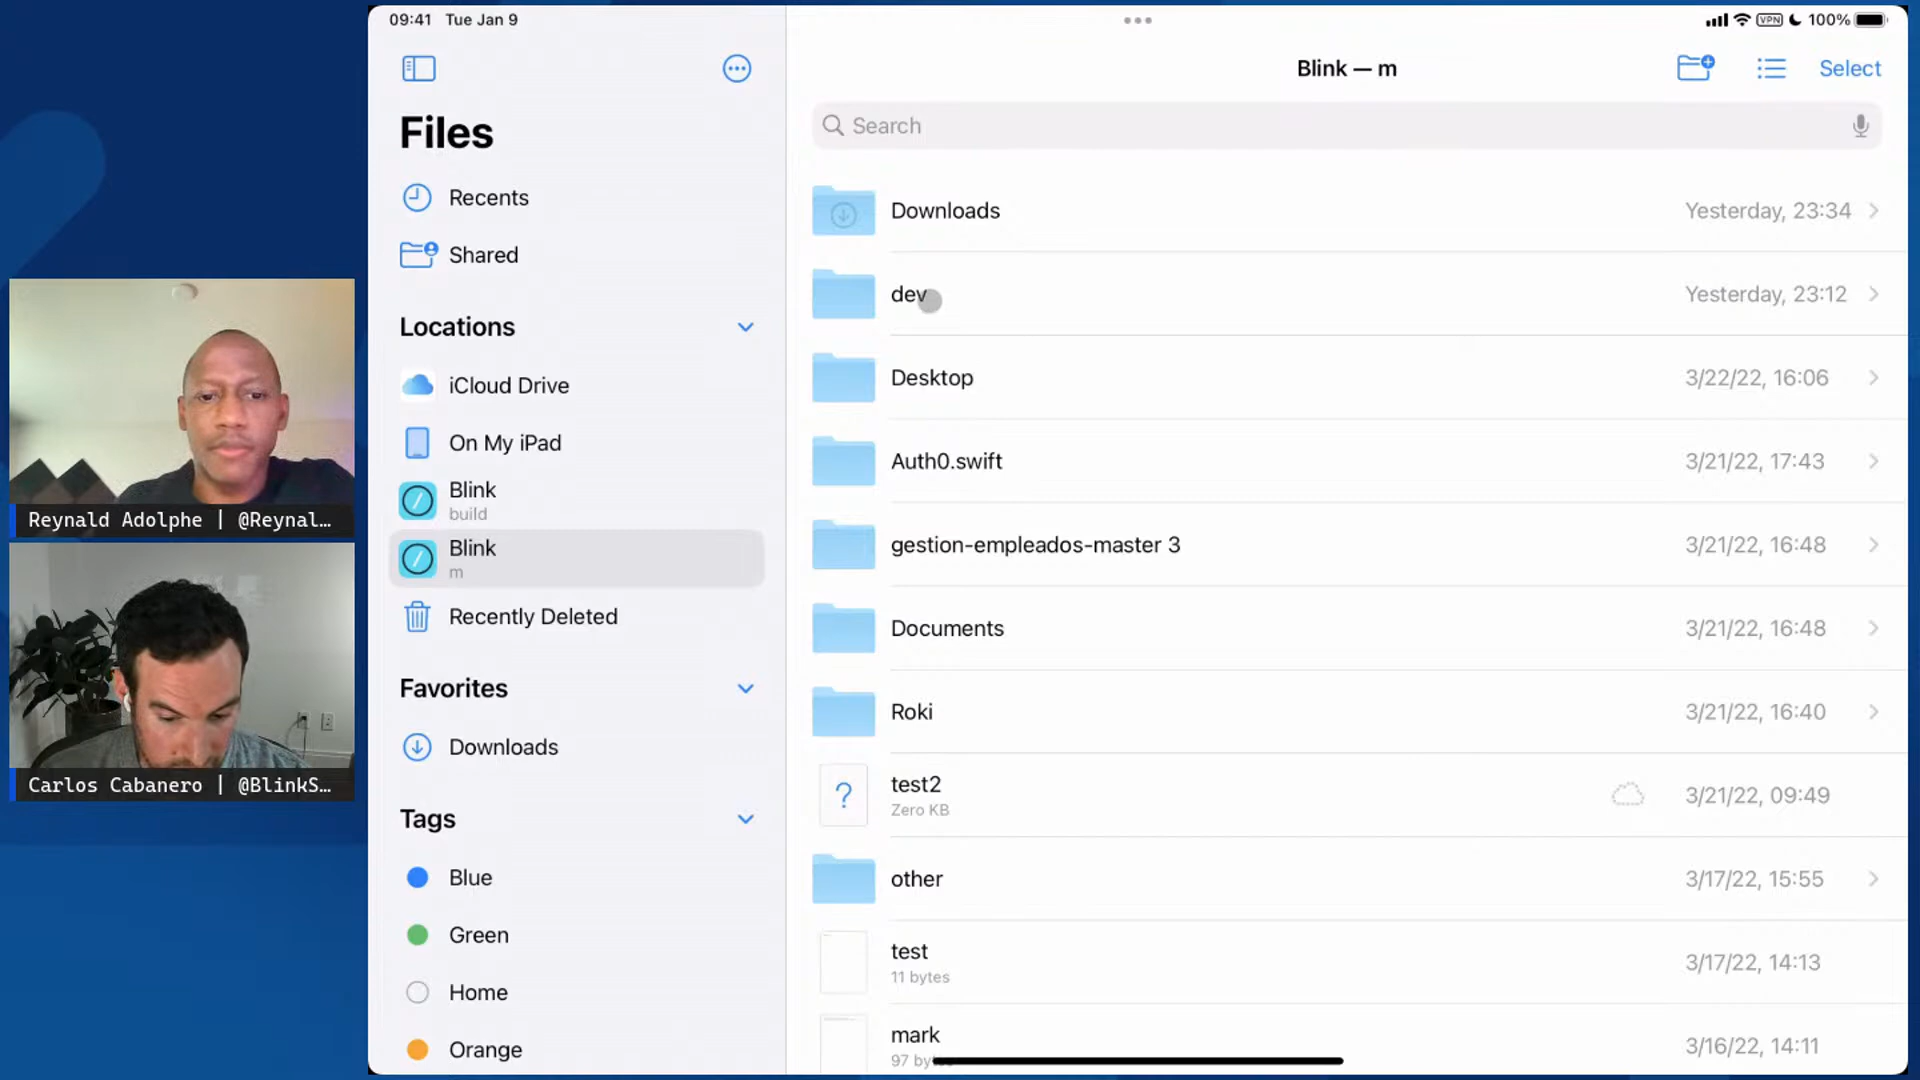 09:41 Tue Jan 9
VPN 100%
Files
Recents
Shared
Locations
iCloud Drive
On My iPad
Blink
build
Blink
m
Recently Deleted
Favorites
Downloads
Tags
Blue
Green
Home
Orange
Blink — m
Select
Search
Downloads
Yesterday, 23:34
dev
Yesterday, 23:12
Desktop
3/22/22, 16:06
Auth0.swift
3/21/22, 17:43
gestion-empleados-master 3
3/21/22, 16:48
Documents
3/21/22, 16:48
Roki
3/21/22, 16:40
?
test2
Zero KB
3/21/22, 09:49
other
3/17/22, 15:55
test
11 bytes
3/17/22, 14:13
mark
97 by
3/16/22, 14:11
Reynald Adolphe | @Reynal…
Carlos Cabanero | @BlinkS…